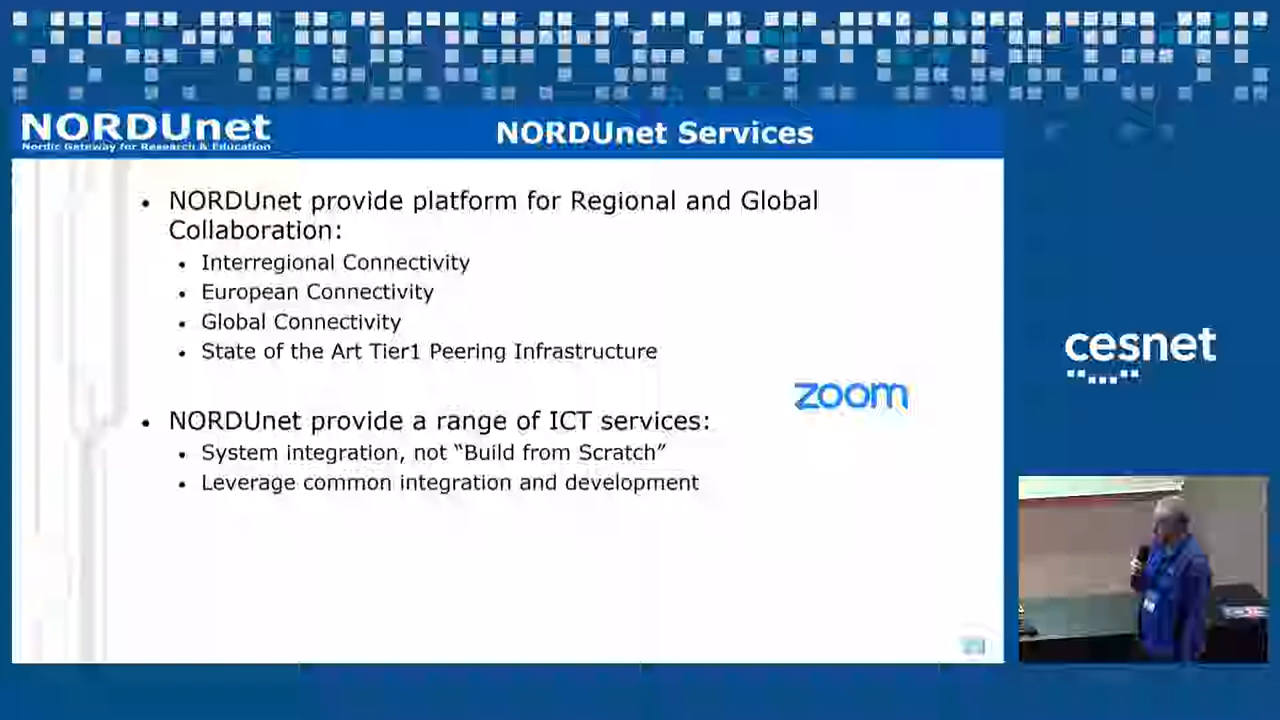 NORDUnet
Nordic Gateway for Research & Education
NORDUnet Services
• NORDUnet provide platform for Regional and Global
Collaboration:
• Interregional Connectivity
• European Connectivity
• Global Connectivity
• State of the Art Tier1 Peering Infrastructure
zoom
• NORDUnet provide a range of ICT services:
• System integration, not “Build from Scratch”
• Leverage common integration and development
cesnet